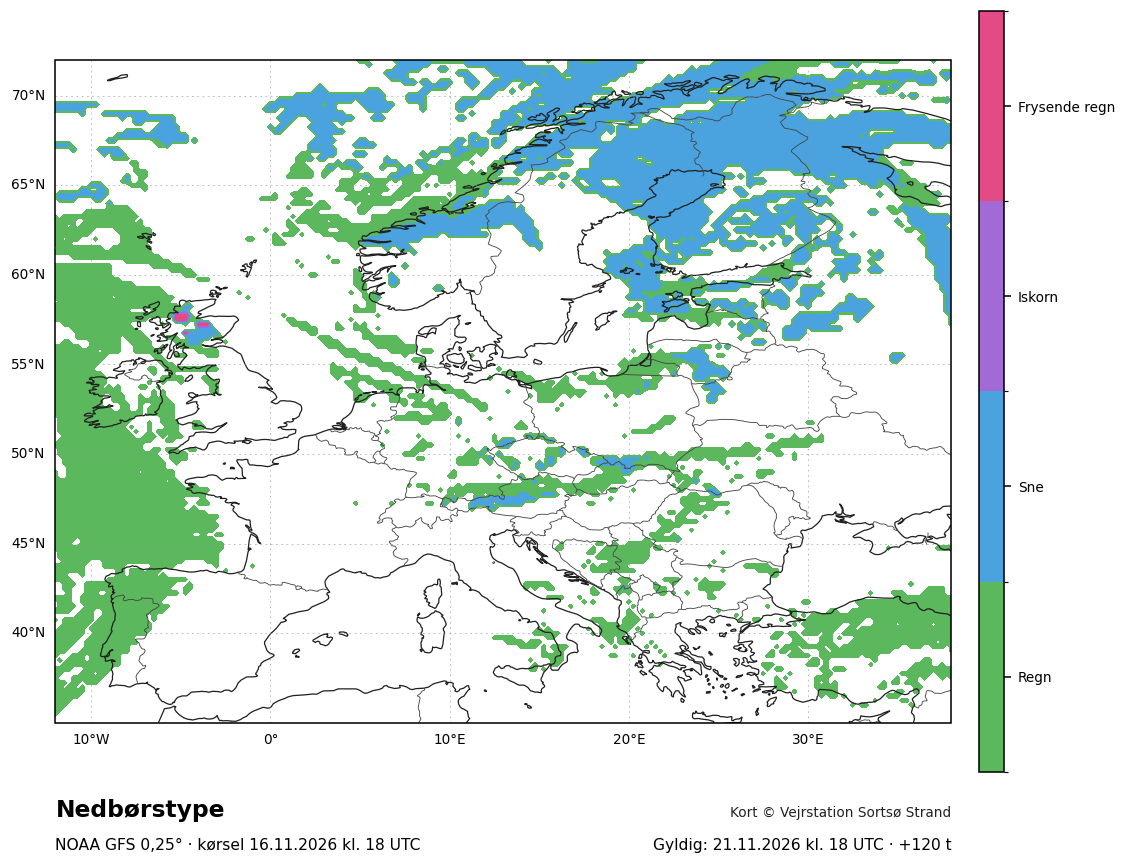 70°N
65°N
60°N
55°N
50°N
45°N
40°N
10°W
0°
10°E
20°E
30°E
Frysende regn
Iskorn
Sne
Regn
Nedbørstype
Kort © Vejrstation Sortsø Strand
NOAA GFS 0,25° · kørsel 16.11.2026 kl. 18 UTC
Gyldig: 21.11.2026 kl. 18 UTC · +120 t